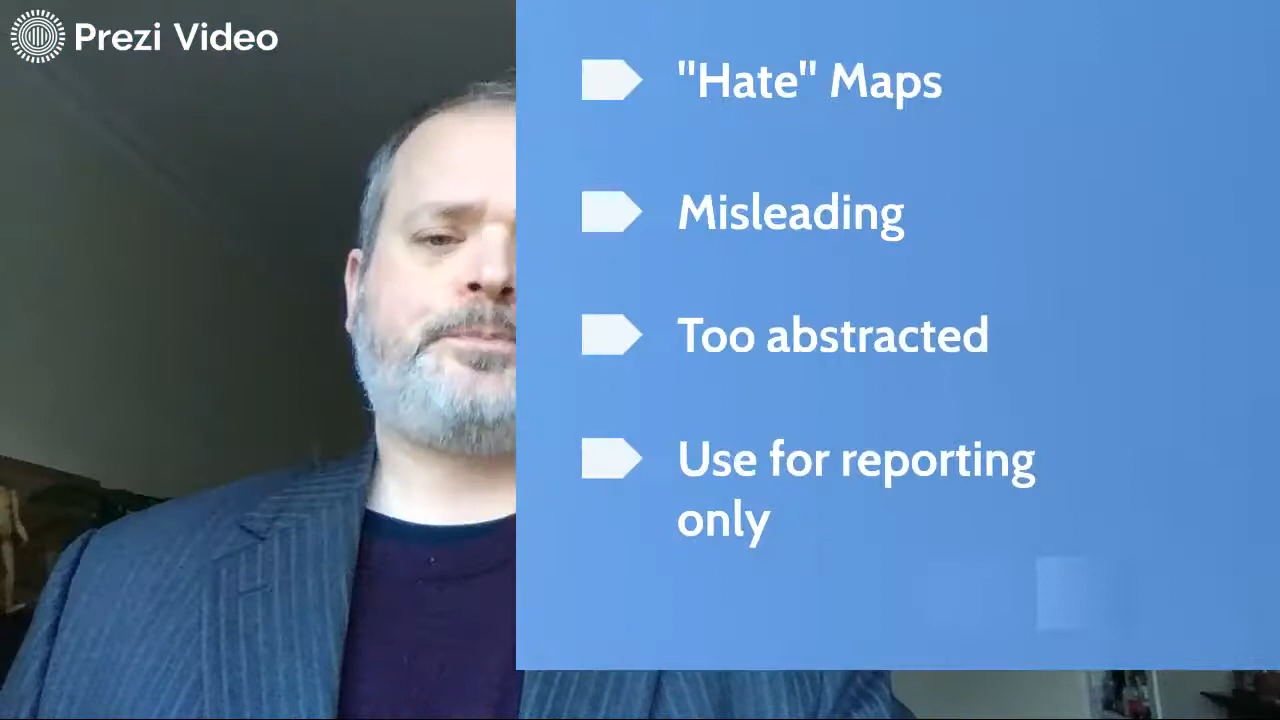 Prezi Video
"Hate" Maps
Misleading
Too abstracted
Use for reporting
only